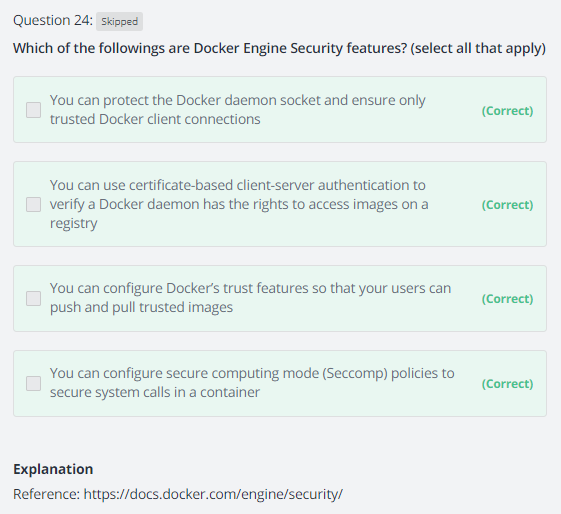 Question 24: Skipped
Which of the followings are Docker Engine Security features? (select all that apply)
You can protect the Docker daemon socket and ensure only
trusted Docker client connections
(Correct)
You can use certificate-based client-server authentication to
verify a Docker daemon has the rights to access images on a
registry
(Correct)
You can configure Docker’s trust features so that your users can
push and pull trusted images
(Correct)
You can configure secure computing mode (Seccomp) policies to
secure system calls in a container
(Correct)
Explanation
Reference: https://docs.docker.com/engine/security/